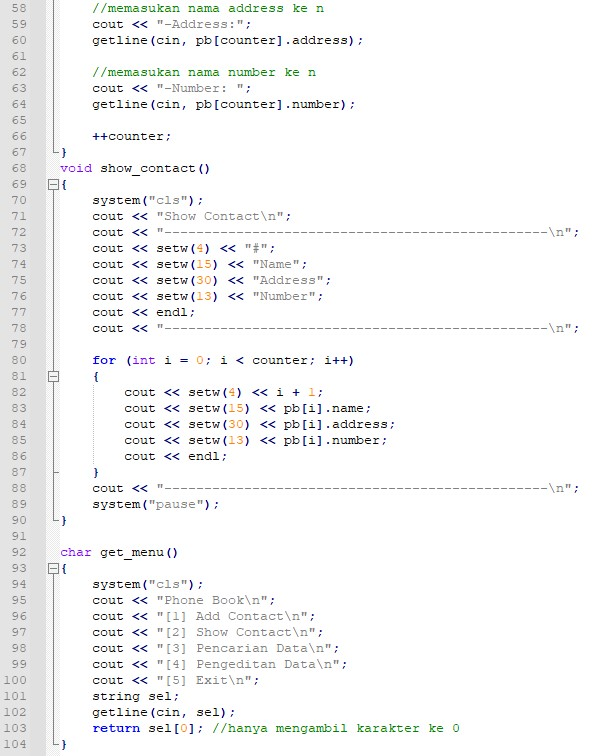 58 //memasukan nama address ke n
59 cout << "-Address:";
60 getline(cin, pb[counter].address);
61
62 //memasukan nama number ke n
63 cout << "-Number: ";
64 getline(cin, pb[counter].number);
65
66 ++counter;
67 }
68 void show_contact()
69 {
70 system("cls");
71 cout << "Show Contact\n";
72 cout << "------------------------------------------------\n";
73 cout << setw(4) << "#";
74 cout << setw(15) << "Name";
75 cout << setw(30) << "Address";
76 cout << setw(13) << "Number";
77 cout << endl;
78 cout << "------------------------------------------------\n";
79
80 for (int i = 0; i < counter; i++)
81 {
82 cout << setw(4) << i + 1;
83 cout << setw(15) << pb[i].name;
84 cout << setw(30) << pb[i].address;
85 cout << setw(13) << pb[i].number;
86 cout << endl;
87 }
88 cout << "------------------------------------------------\n";
89 system("pause");
90 }
91
92 char get_menu()
93 {
94 system("cls");
95 cout << "Phone Book\n";
96 cout << "[1] Add Contact\n";
97 cout << "[2] Show Contact\n";
98 cout << "[3] Pencarian Data\n";
99 cout << "[4] Pengeditan Data\n";
100 cout << "[5] Exit\n";
101 string sel;
102 getline(cin, sel);
103 return sel[0]; //hanya mengambil karakter ke 0
104 }